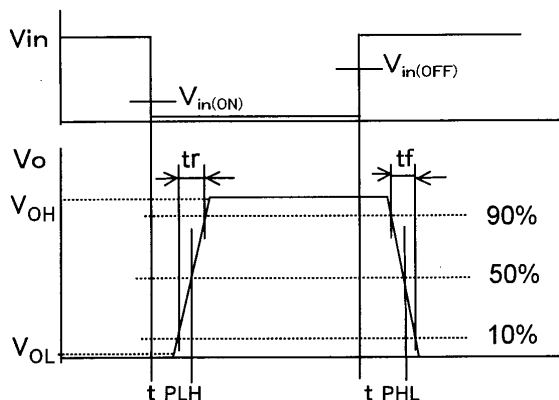 Vin
Vin(ON)
Vin(OFF)
Vo
tr
tf
VOH
90%
50%
10%
VOL
t PLH
t PHL